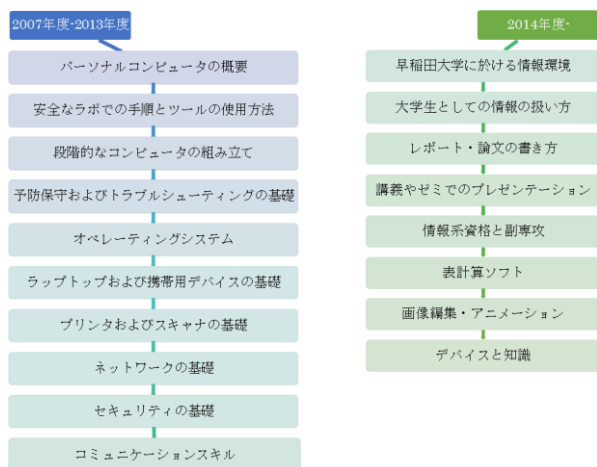 2007年度-2013年度
パーソナルコンピュータの概要
安全なラボでの手順とツールの使用方法
段階的なコンピュータの組み立て
予防保守およびトラブルシューティングの基礎
オペレーティングシステム
ラップトップおよび携帯用デバイスの基礎
プリンタおよびスキャナの基礎
ネットワークの基礎
セキュリティの基礎
コミュニケーションスキル
2014年度-
早稲田大学に於ける情報環境
大学生としての情報の扱い方
レポート・論文の書き方
講義やゼミでのプレゼンテーション
情報系資格と副専攻
表計算ソフト
画像編集・アニメーション
デバイスと知識